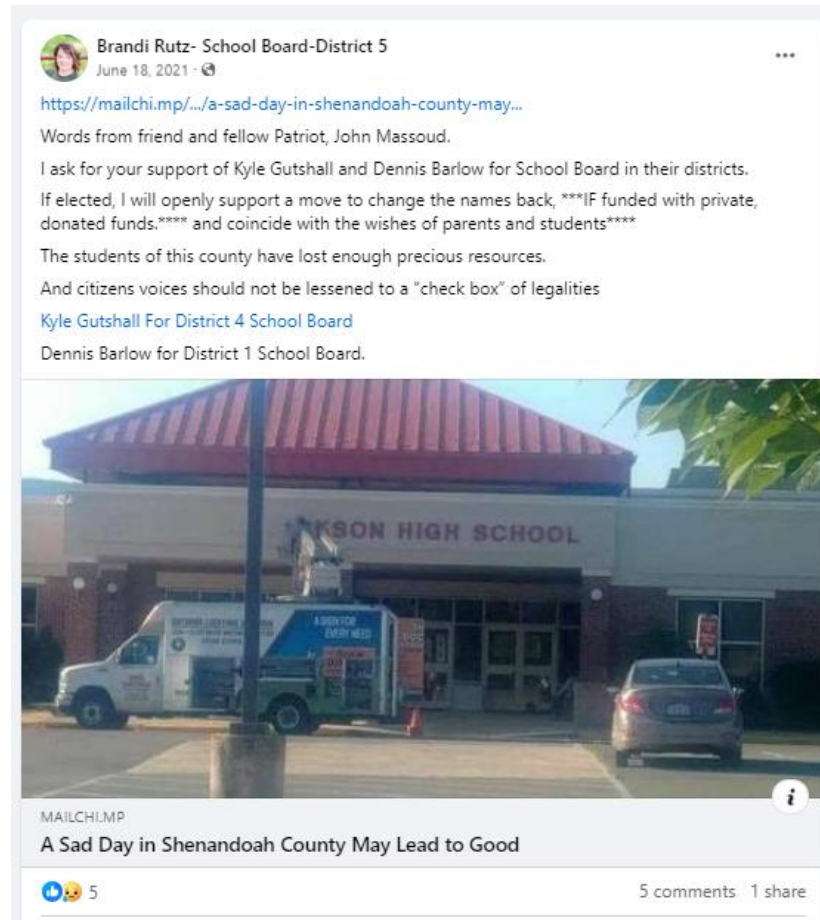 Brandi Rutz- School Board-District 5
June 18, 2021 ·
https://mailchi.mp/.../a-sad-day-in-shenandoah-county-may...
Words from friend and fellow Patriot, John Massoud.
I ask for your support of Kyle Gutshall and Dennis Barlow for School Board in their districts.
If elected, I will openly support a move to change the names back, ***IF funded with private,
donated funds.**** and coincide with the wishes of parents and students****
The students of this county have lost enough precious resources.
And citizens voices should not be lessened to a "check box" of legalities
Kyle Gutshall For District 4 School Board
Dennis Barlow for District 1 School Board.
KSON HIGH SCHOOL
A SIGN FOR
EVERY NEED
MAILCHI.MP
A Sad Day in Shenandoah County May Lead to Good
5
5 comments 1 share